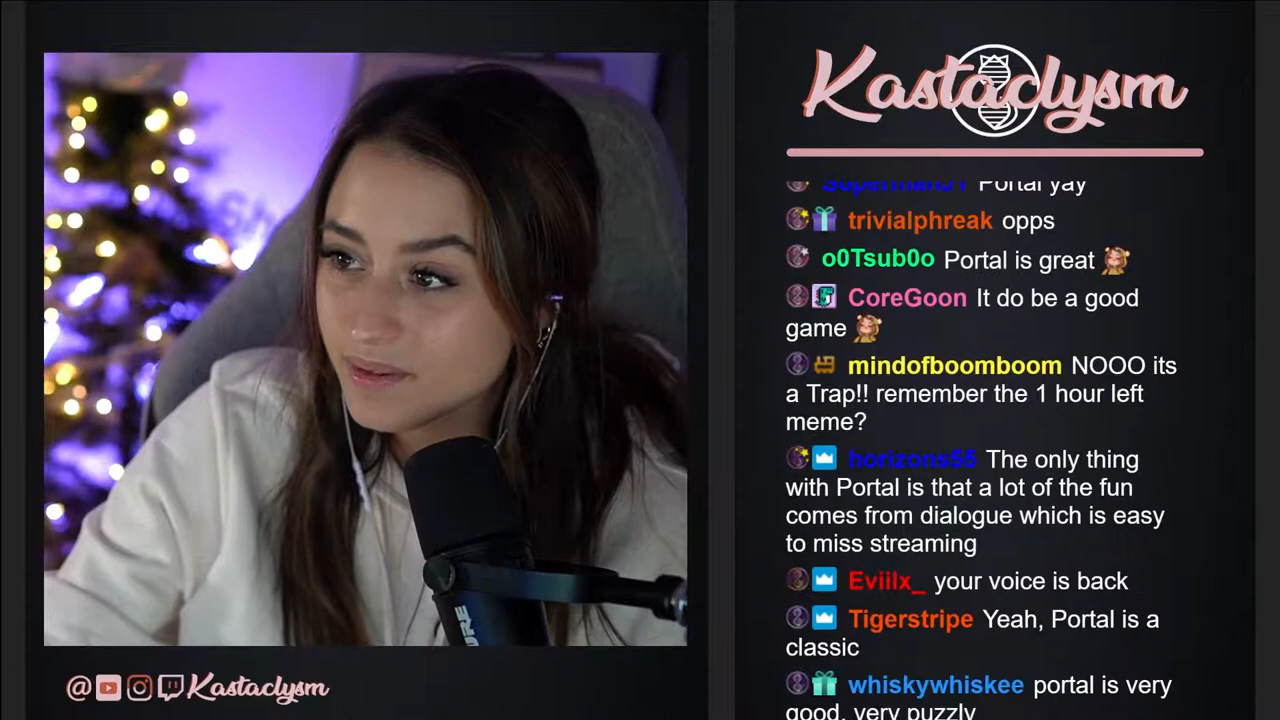 Kastaclysm
Superman51 Portal yay
trivialphreak opps
o0Tsub0o Portal is great
CoreGoon It do be a good
game
mindofboomboom NOOO its
a Trap!! remember the 1 hour left
meme?
horizons55 The only thing
with Portal is that a lot of the fun
comes from dialogue which is easy
to miss streaming
Eviilx_ your voice is back
Tigerstripe Yeah, Portal is a
classic
whiskywhiskee portal is very
good, very puzzly
URE
@ Kastaclysm